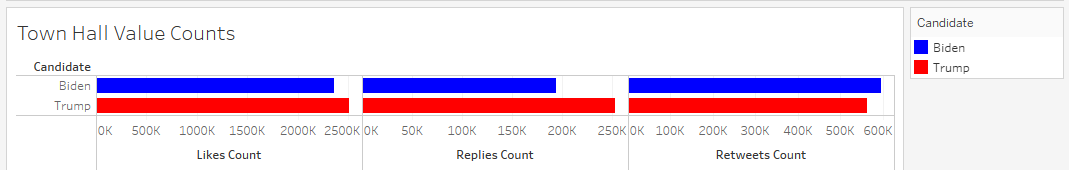 Town Hall Value Counts
Candidate
Biden
Trump
0K 500K 1000K 1500K 2000K 2500K 0K 50K 100K 150K 200K 250K 0K 100K 200K 300K 400K 500K 600K
Likes Count Replies Count Retweets Count
Candidate
Biden
Trump